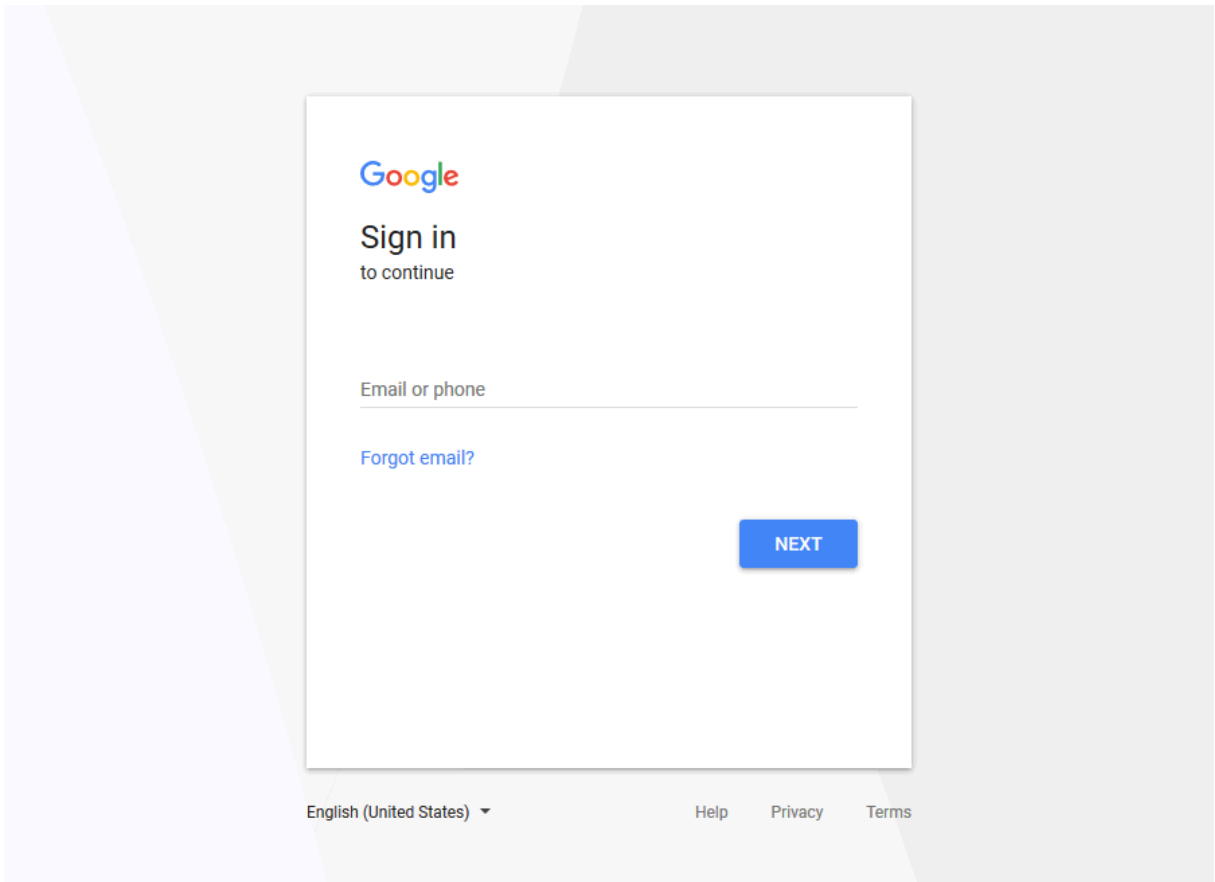 Google
Sign in
to continue
Email or phone
Forgot email?
NEXT
English (United States)
Help Privacy Terms